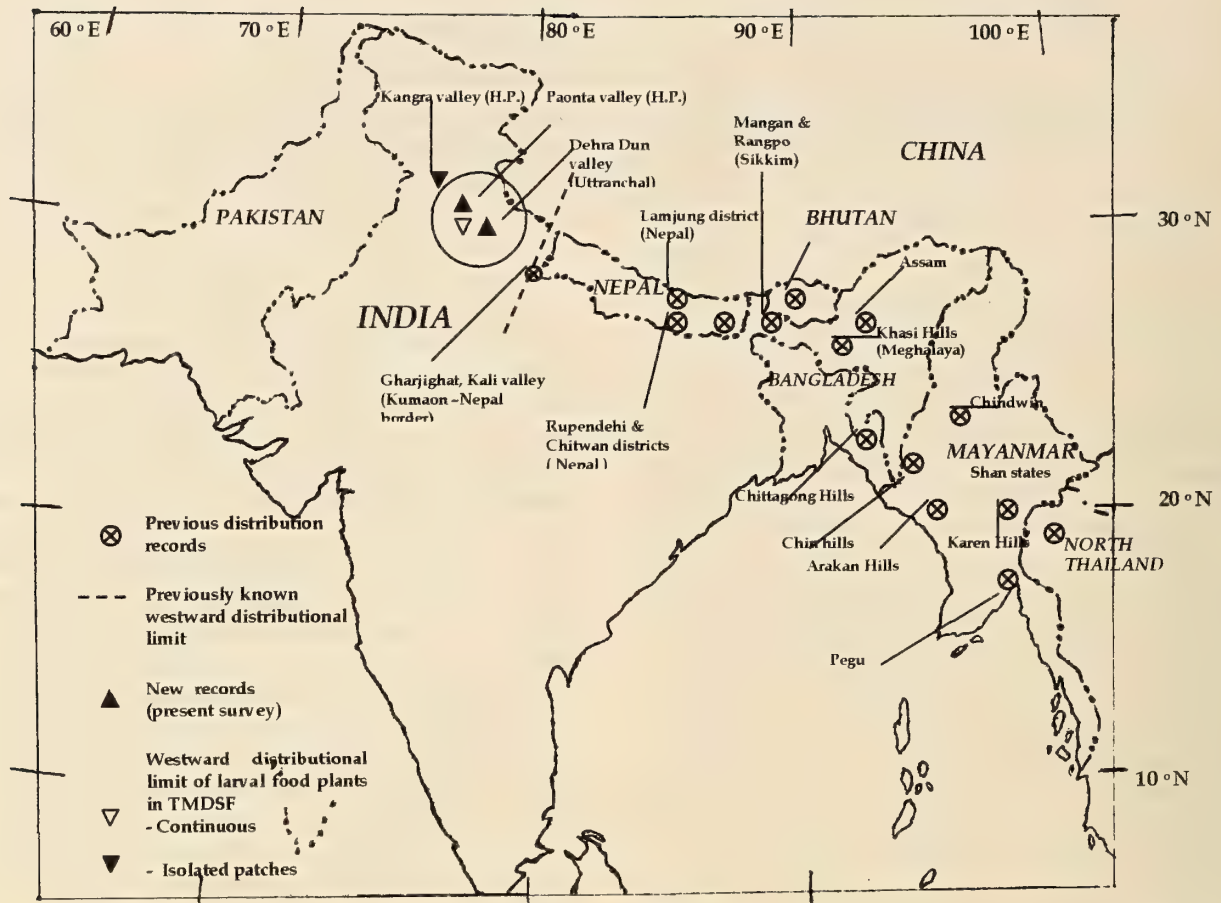 60 °E
70 °E
80 °E
90 °E
100 °E
Kangra valley (H.P.)
Paonta valley (H.P.)
Dehra Dun
valley
(Uttranchal)
Mangan &
Rangpo
(Sikkim)
CHINA
PAKISTAN
Lamjung district
(Nepal)
BHUTAN
30 °N
Assam
NEPAL
INDIA
Khasi Hills
(Meghalaya)
BANGLADESH
Gharjighat, Kali valley
(Kumaon -Nepal
border)
Chindwin
Rupendehi &
Chitwan districts
( Nepal )
MAYANMAR
Shan states
Chittagong Hills
20 °N
Chin hills
Arakan Hills
Karen Hills
NORTH
THAILAND
Pegu
10 °N
Previous distribution
records
Previously known
westward distributional
limit
New records
(present survey)
Westward distributional
limit of larval food plants
in TMDSF
- Continuous
- Isolated patches